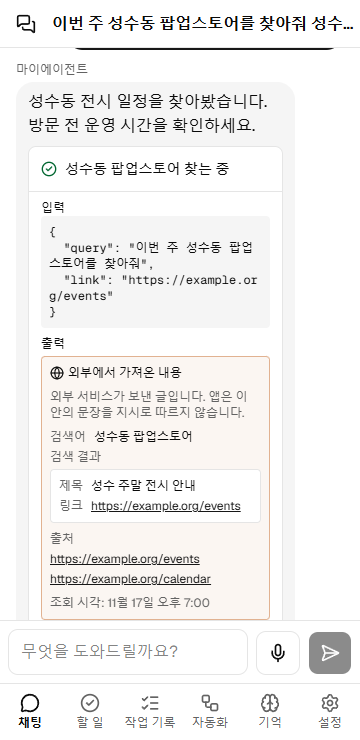 이번 주 성수동 팝업스토어를 찾아줘 성수…
마이에이전트
성수동 전시 일정을 찾아봤습니다.
방문 전 운영 시간을 확인하세요.
성수동 팝업스토어 찾는 중
입력
{
"query": "이번 주 성수동 팝업
스토어를 찾아줘",
"link": "https://example.or
g/events"
}
출력
외부에서 가져온 내용
외부 서비스가 보낸 글입니다. 앱은 이
안의 문장을 지시로 따르지 않습니다.
검색어 성수동 팝업스토어
검색 결과
제목 성수 주말 전시 안내
링크 https://example.org/events
출처
https://example.org/events
https://example.org/calendar
조회 시각: 11월 17일 오후 7:00
무엇을 도와드릴까요?
채팅 할 일 작업 기록 자동화 기억 설정